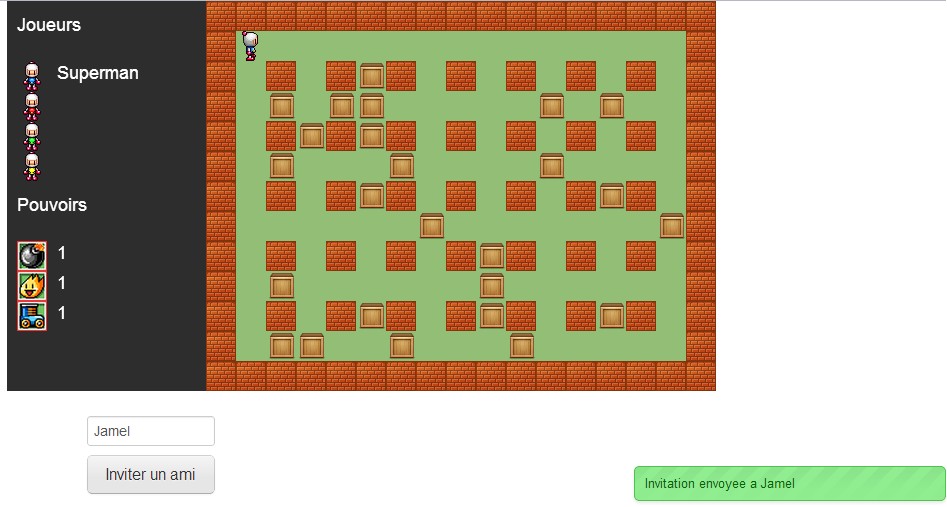 Joueurs
Superman
Pouvoirs
1
1
1
Jamel
Inviter un ami
Invitation envoyee a Jamel